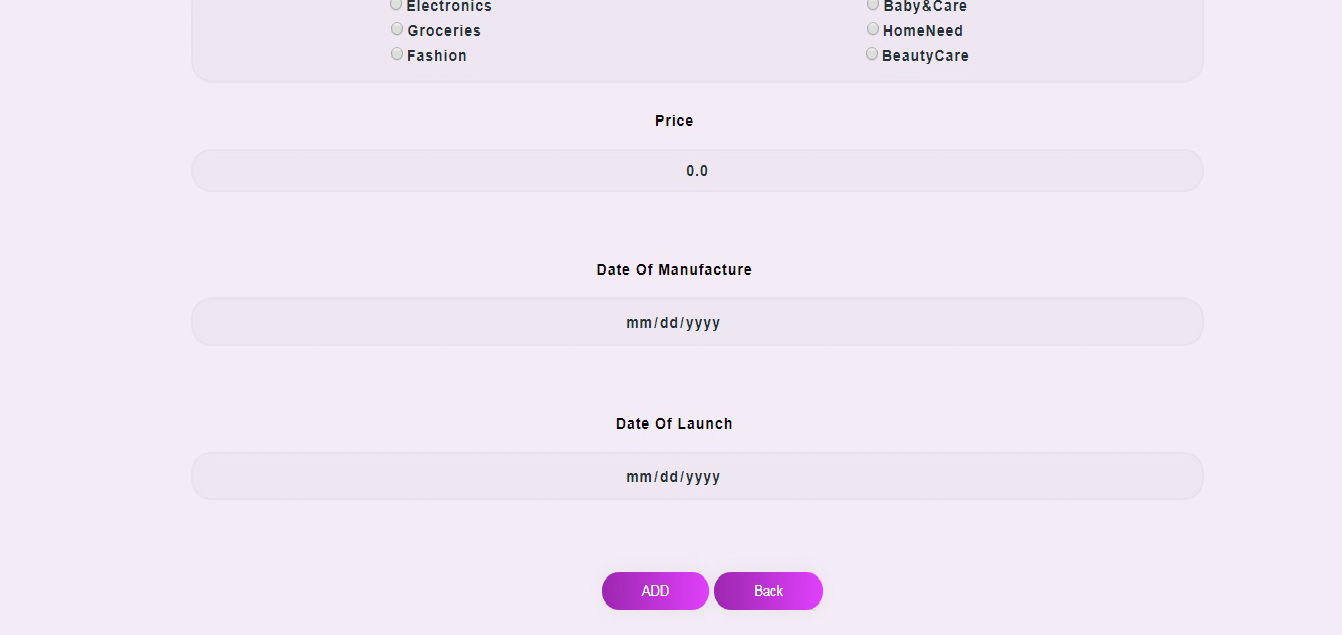 Electronics Baby&Care
Groceries HomeNeed
Fashion BeautyCare
Price
0.0
Date Of Manufacture
mm/dd/yyyy
Date Of Launch
mm/dd/yyyy
ADD Back